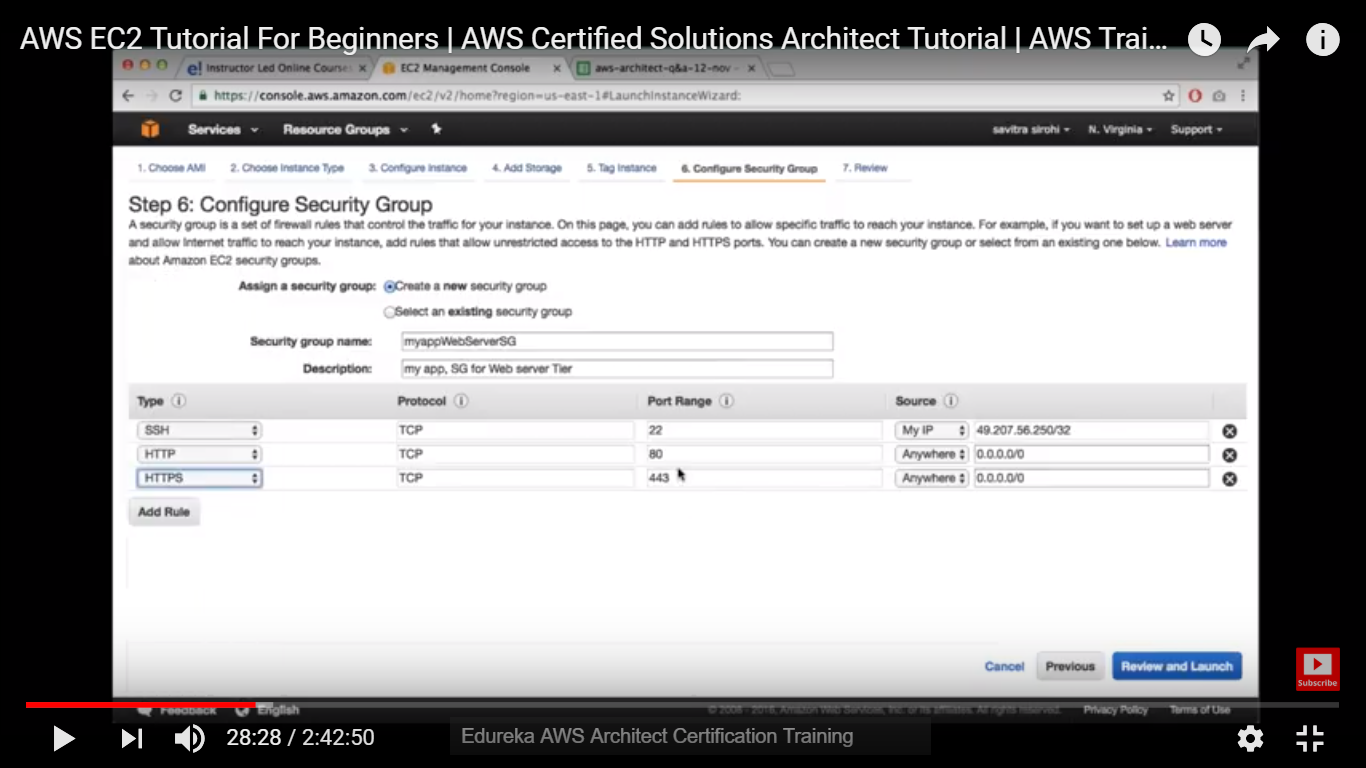 AWS EC2 Tutorial For Beginners | AWS Certified Solutions Architect Tutorial | AWS Trai...
e! Instructor Led Online Courses × EC2 Management Console × aws-architect-q&a-12-nov - ×
https://console.aws.amazon.com/ec2/v2/home?region=us-east-1#LaunchInstanceWizard:
Services Resource Groups savitra sirohi N. Virginia Support
1. Choose AMI 2. Choose Instance Type 3. Configure Instance 4. Add Storage 5. Tag Instance 6. Configure Security Group 7. Review
Step 6: Configure Security Group
A security group is a set of firewall rules that control the traffic for your instance. On this page, you can add rules to allow specific traffic to reach your instance. For example, if you want to set up a web server
and allow Internet traffic to reach your instance, add rules that allow unrestricted access to the HTTP and HTTPS ports. You can create a new security group or select from an existing one below. Learn more
about Amazon EC2 security groups.
Assign a security group: Create a new security group
Select an existing security group
Security group name: myappWebServerSG
Description: my app, SG for Web server Tier
Type Protocol Port Range Source
SSH TCP 22 My IP 49.207.56.250/32
HTTP TCP 80 Anywhere 0.0.0.0/0
HTTPS TCP 443 Anywhere 0.0.0.0/0
Add Rule
Cancel Previous Review and Launch
Subscribe
Feedback English © 2008 - 2016, Amazon Web Services, Inc. or its affiliates. All rights reserved. Privacy Policy Terms of Use
28:28 / 2:42:50 Edureka AWS Architect Certification Training